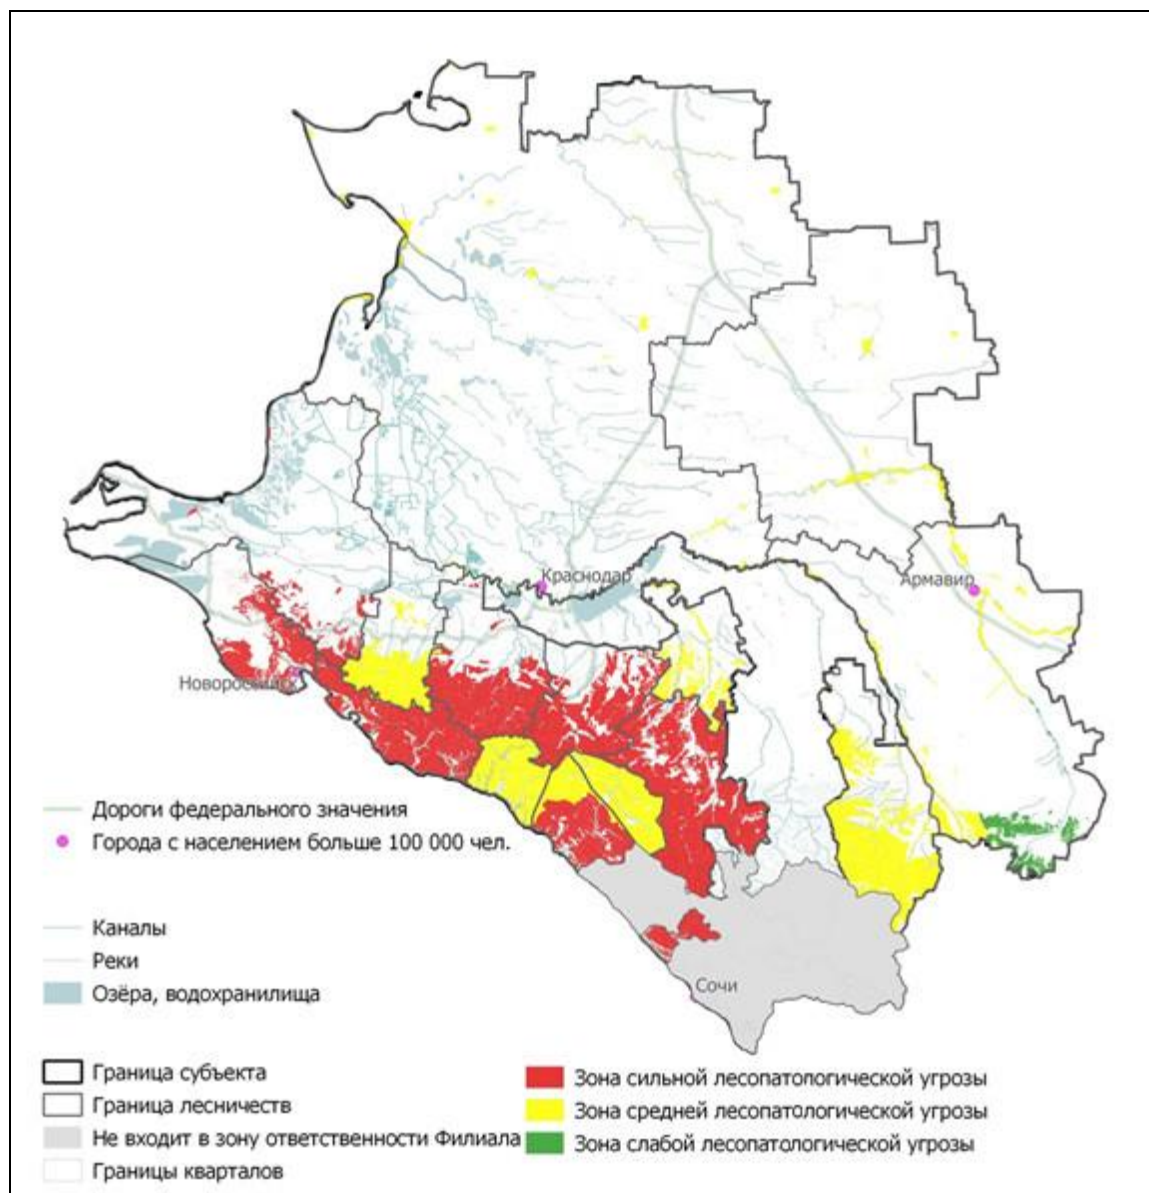 Краснодар
Армавир
Новороссийск
Дороги федерального значения
Города с населением больше 100 000 чел.
Каналы
Реки
Озёра, водохранилища
Сочи
Граница субъекта
Граница лесничеств
Не входит в зону ответственности Филиала
Границы кварталов
Зона сильной лесопатологической угрозы
Зона средней лесопатологической угрозы
Зона слабой лесопатологической угрозы